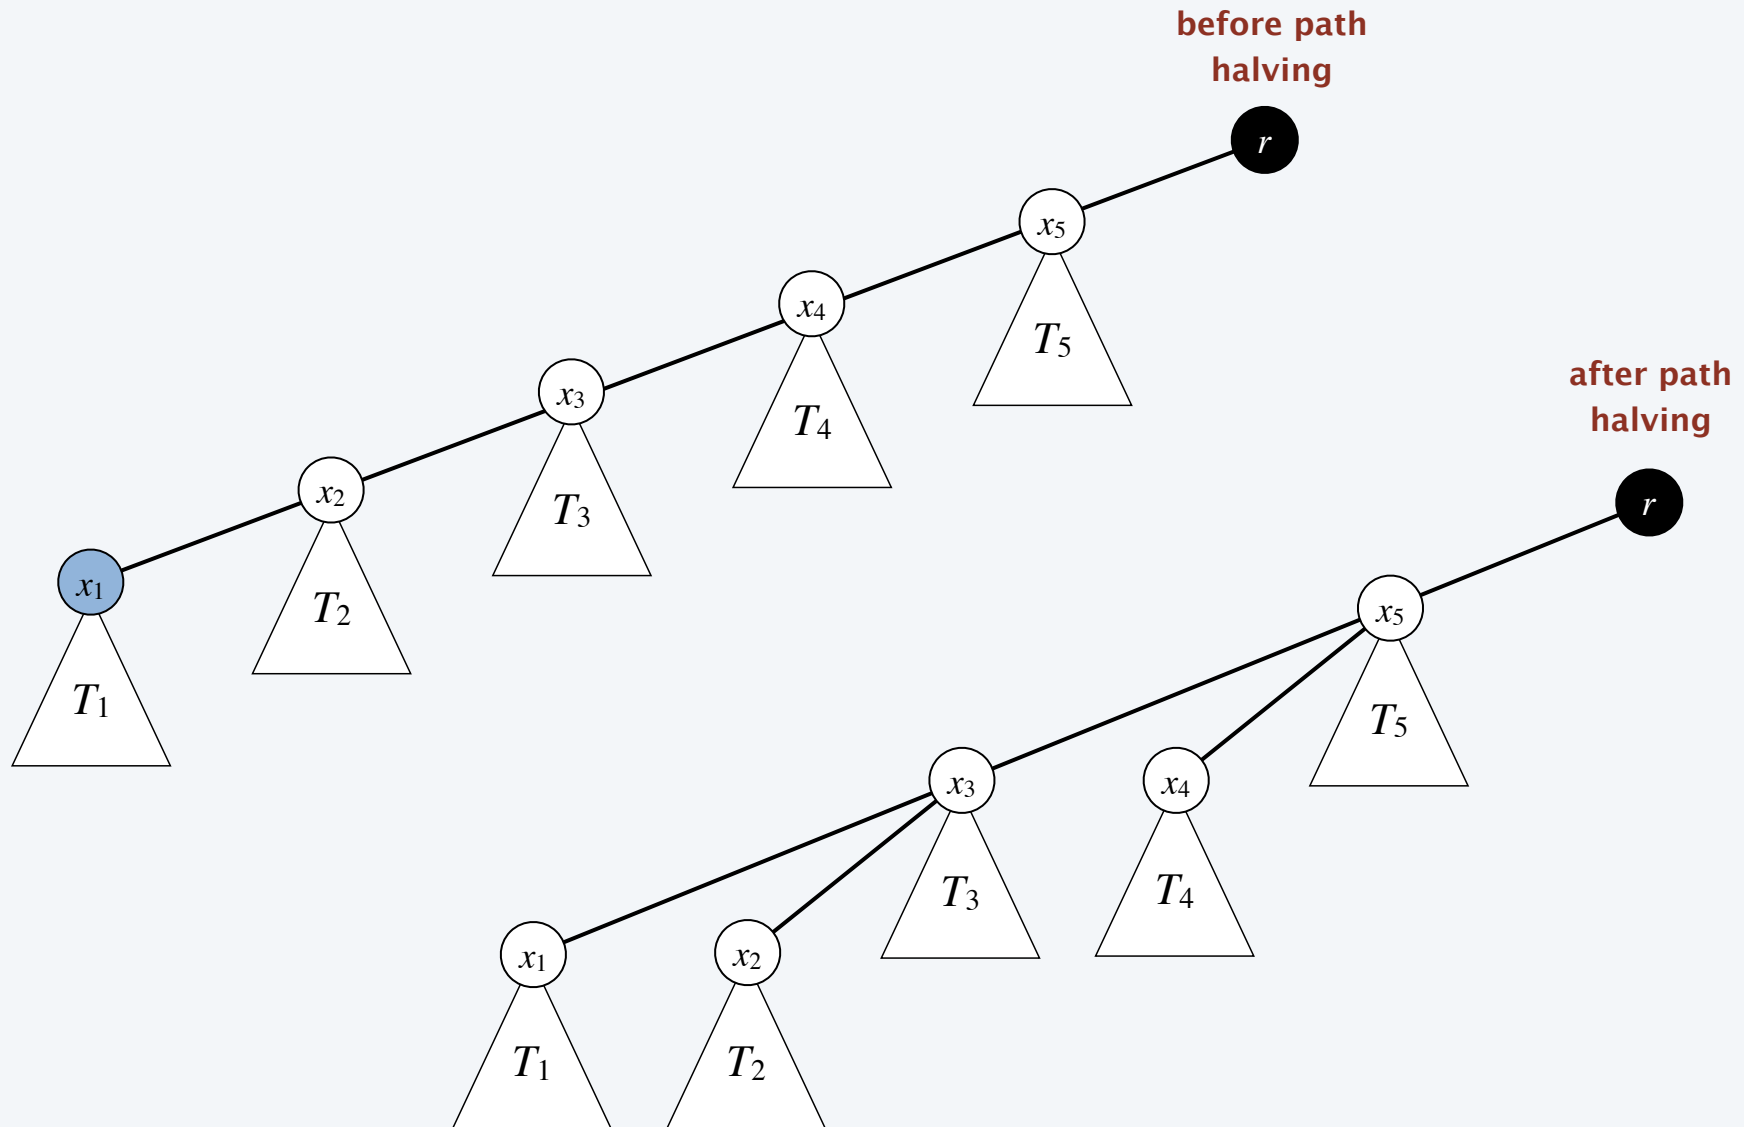 before path
halving
r
x5
x4
T5
x3
after path
halving
T4
x2
r
T3
x1
x5
T2
T1
T5
x3
x4
T3
T4
x1
x2
T1
T2